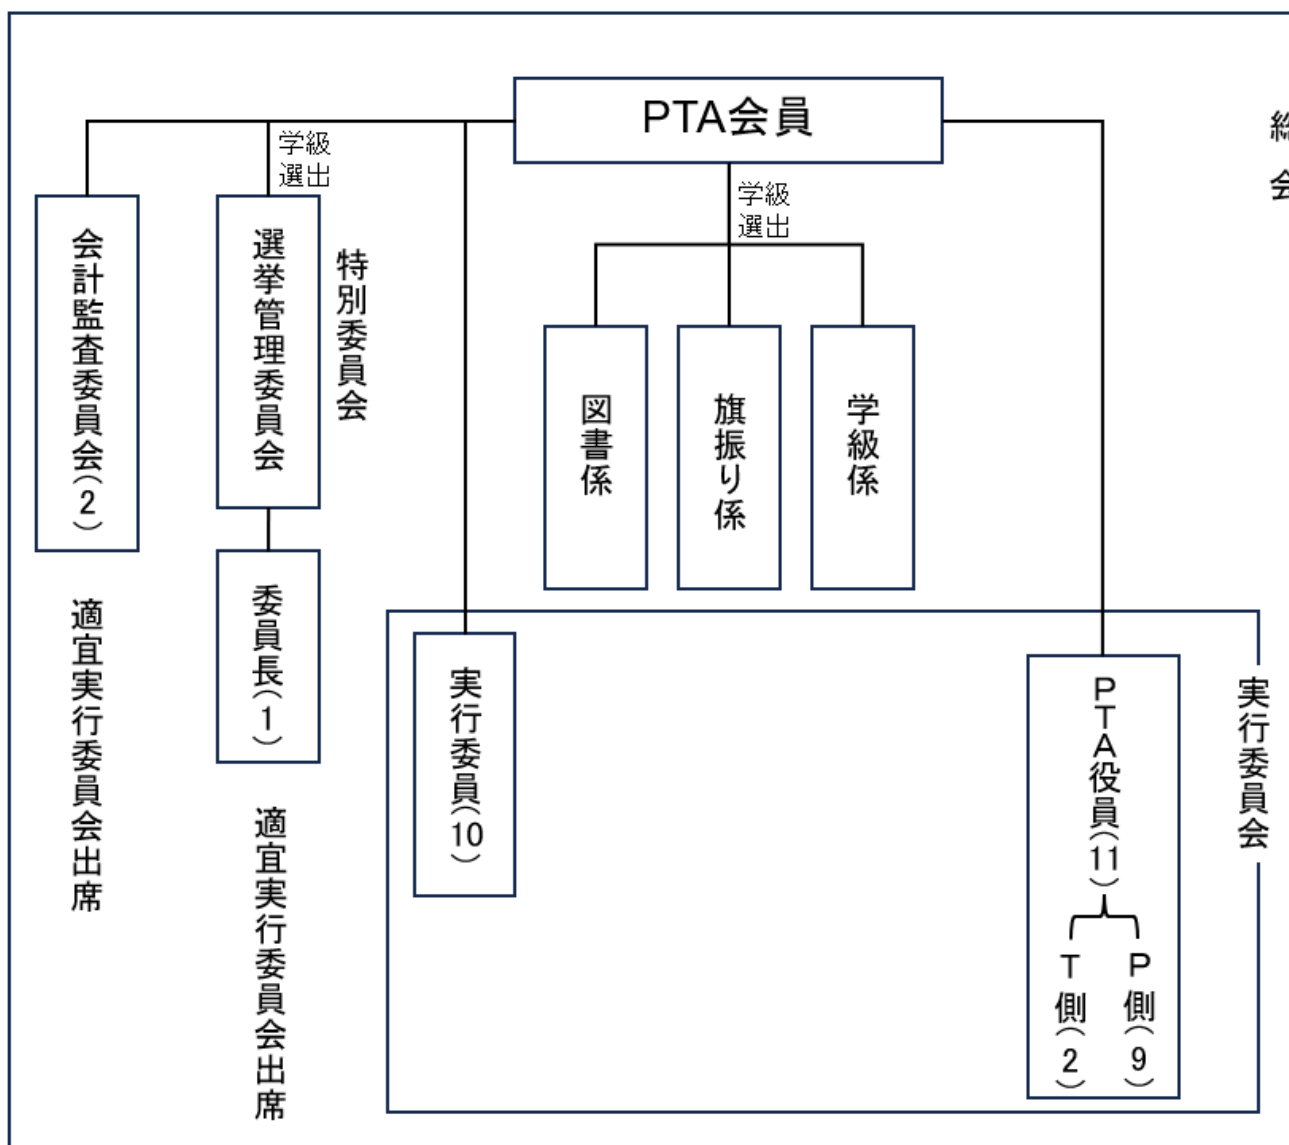 PTA会員
総会
学級
選出
学級
選出
会計監査委員会(2)
適宜実行委員会出席
選挙管理委員会
特別委員会
委員長(1)
適宜実行委員会出席
図書係
旗振り係
学級係
実行委員(10)
PTA役員(11)
T側(2)
P側(9)
実行委員会